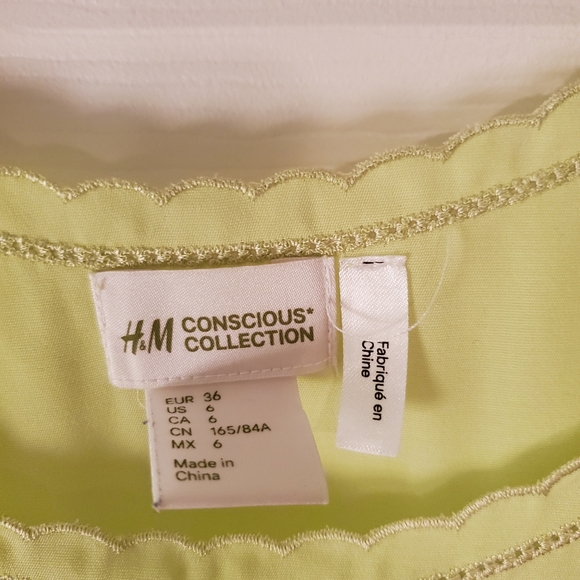 H&M CONSCIOUS*
COLLECTION
EUR 36
US 6
CA 6
CN 165/84A
MX 6
Made in
China
Fabriqué en
Chine